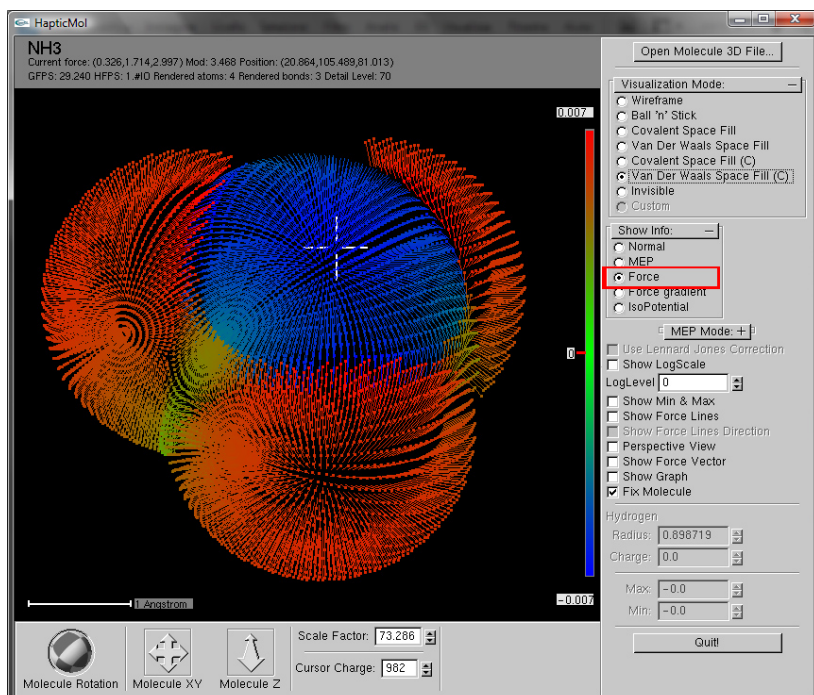 HapticMol
NH3
Current force: (0.326,1.714,2.997) Mod: 3.468 Position: (20.864,105.489,81.013)
GFPS: 29.240 HFPS: 1.#IO Rendered atoms: 4 Rendered bonds: 3 Detail Level: 70
0.007
0
-0.007
1 Angstrom
Open Molecule 3D File...
Visualization Mode: −
Wireframe
Ball 'n' Stick
Covalent Space Fill
Van Der Waals Space Fill
Covalent Space Fill (C)
Van Der Waals Space Fill (C)
Invisible
Custom
Show Info: −
Normal
MEP
Force
Force gradient
IsoPotential
MEP Mode: +
Use Lennard Jones Correction
Show LogScale
LogLevel 0
Show Min & Max
Show Force Lines
Show Force Lines Direction
Perspective View
Show Force Vector
Show Graph
Fix Molecule
Hydrogen
Radius: 0.898719
Charge: 0.0
Max: -0.0
Min: -0.0
Quit!
Molecule Rotation
Molecule XY
Molecule Z
Scale Factor: 73.286
Cursor Charge: 982